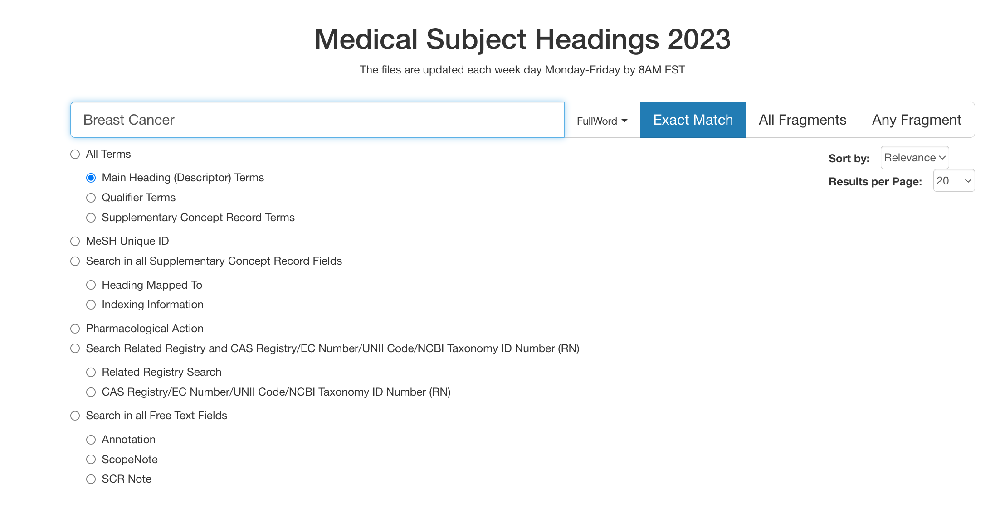 Medical Subject Headings 2023
The files are updated each week day Monday-Friday by 8AM EST
Breast Cancer FullWord Exact Match All Fragments Any Fragment
All Terms
Sort by: Relevance
Main Heading (Descriptor) Terms
Results per Page: 20
Qualifier Terms
Supplementary Concept Record Terms
MeSH Unique ID
Search in all Supplementary Concept Record Fields
Heading Mapped To
Indexing Information
Pharmacological Action
Search Related Registry and CAS Registry/EC Number/UNII Code/NCBI Taxonomy ID Number (RN)
Related Registry Search
CAS Registry/EC Number/UNII Code/NCBI Taxonomy ID Number (RN)
Search in all Free Text Fields
Annotation
ScopeNote
SCR Note